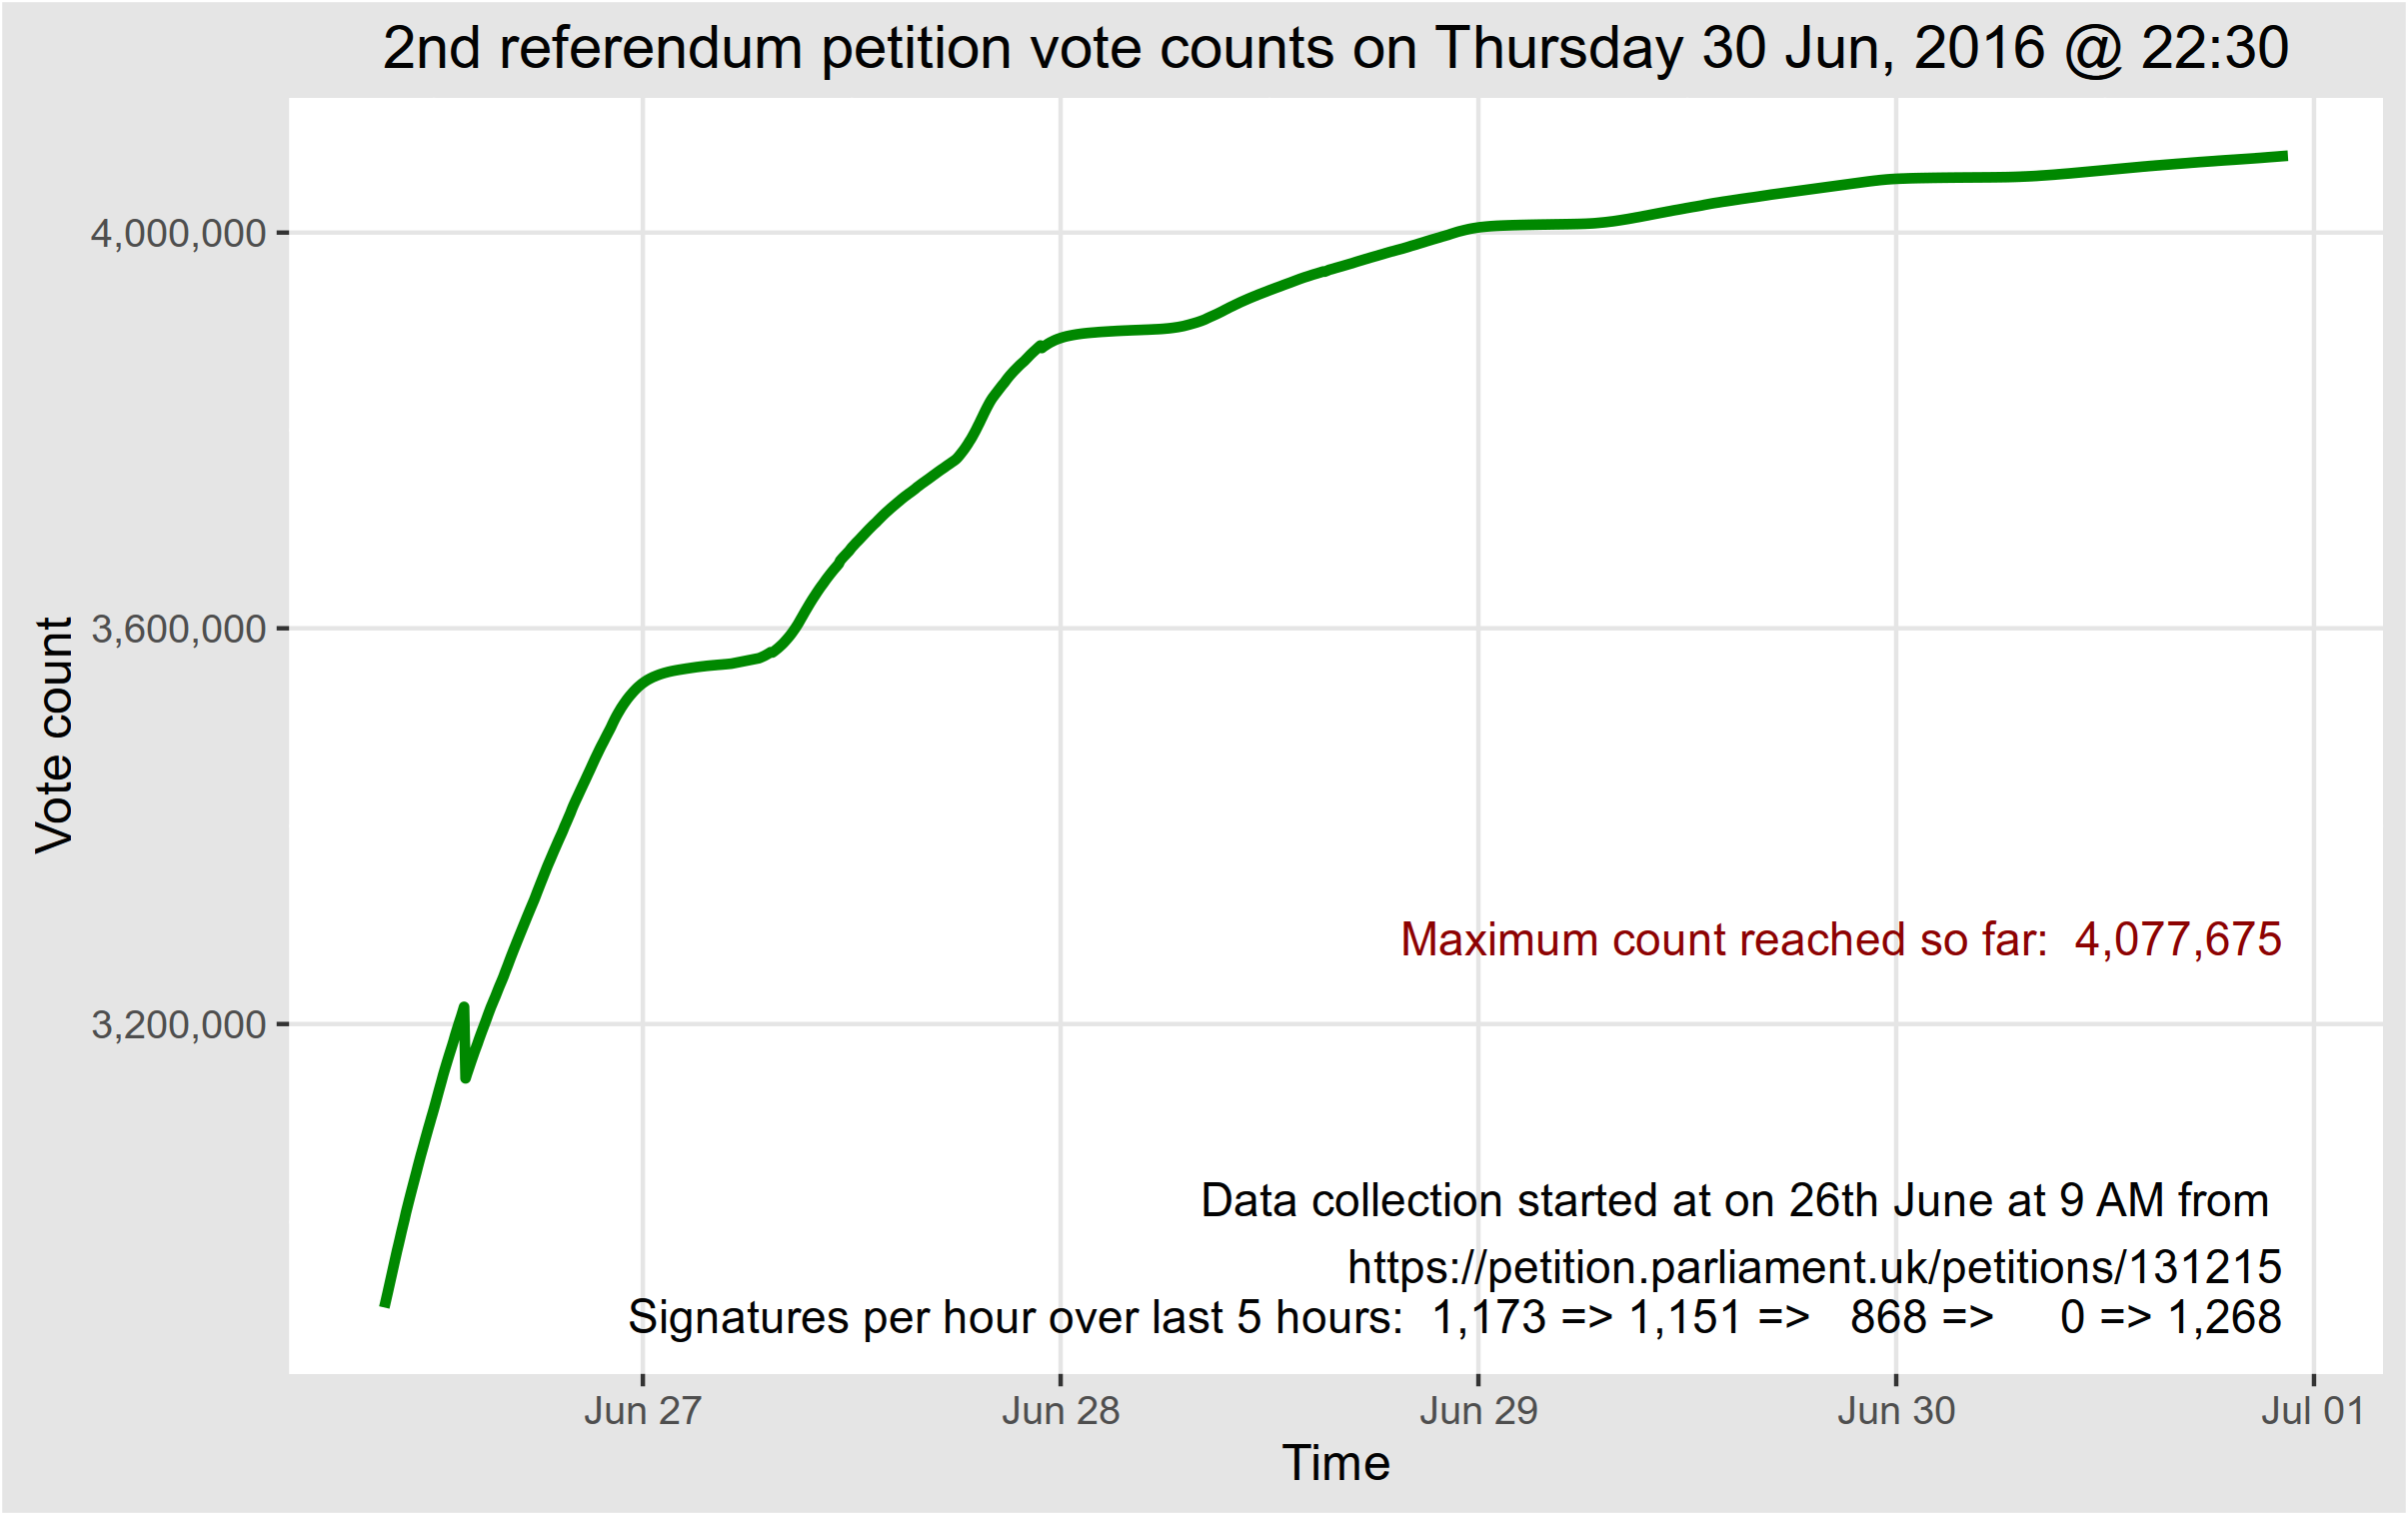 2nd referendum petition vote counts on Thursday 30 Jun, 2016 @ 22:30
Vote count
4,000,000
3,600,000
3,200,000
Maximum count reached so far:  4,077,675
Data collection started at on 26th June at 9 AM from
https://petition.parliament.uk/petitions/131215
Signatures per hour over last 5 hours:  1,173 => 1,151 =>   868 =>     0 => 1,268
Jun 27
Jun 28
Jun 29
Jun 30
Jul 01
Time